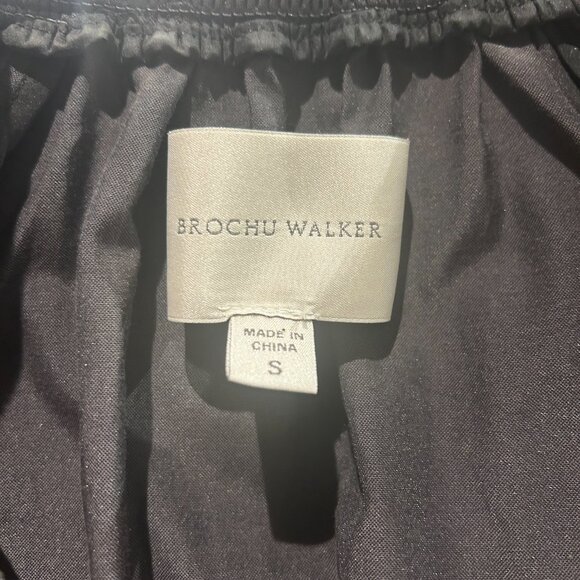 BROCHU WALKER
MADE IN
CHINA
S